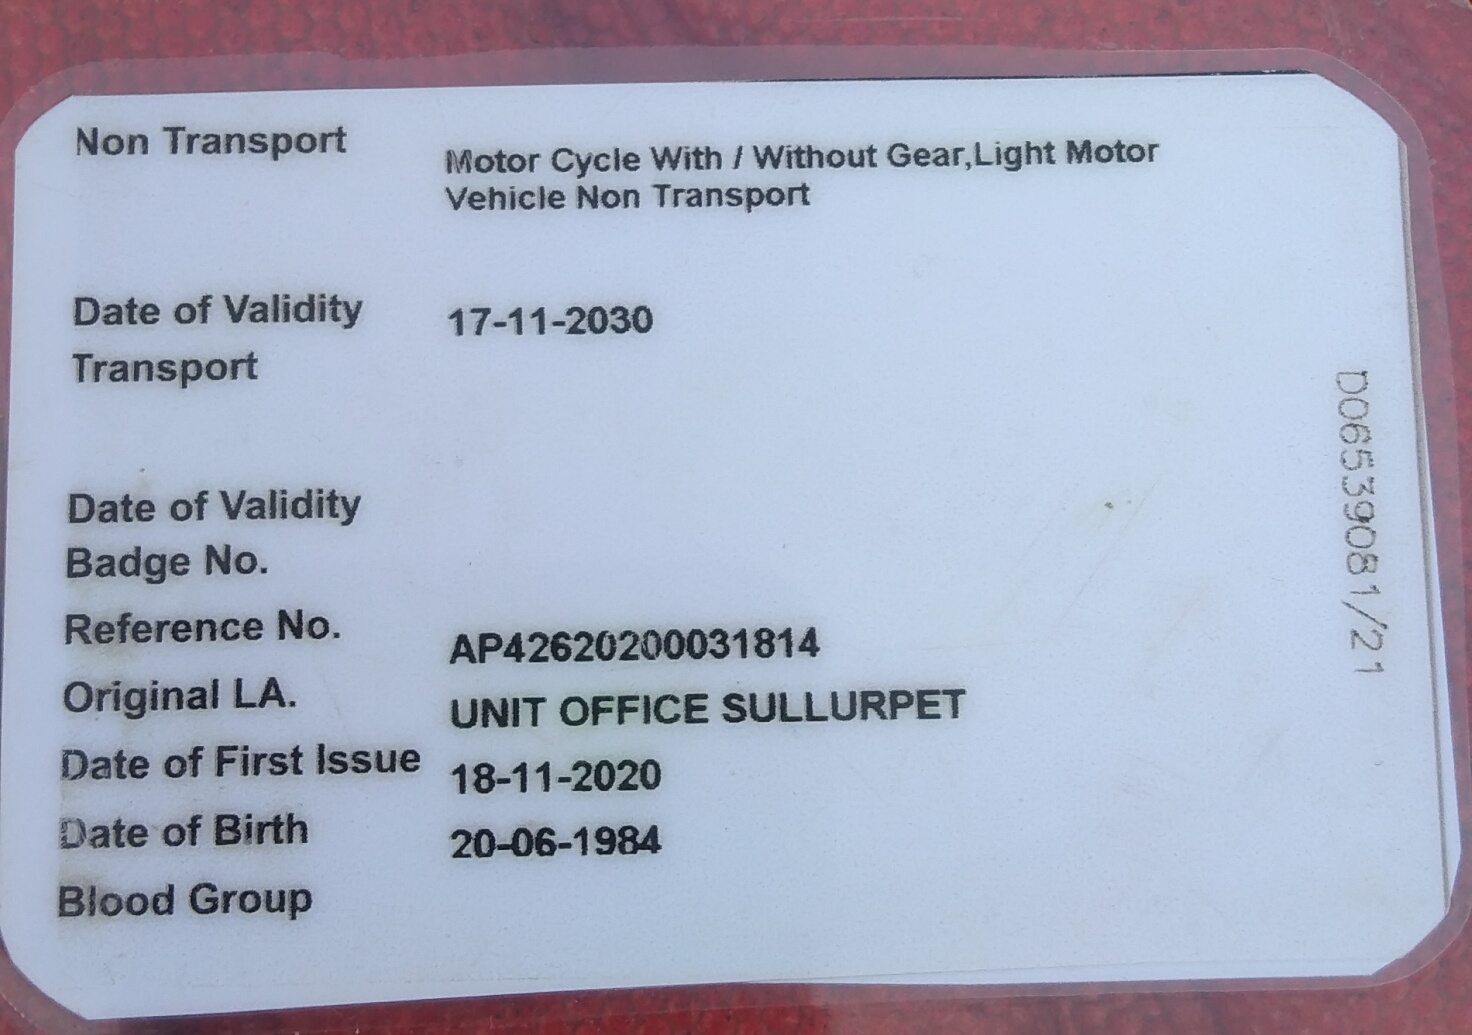 Non Transport
Motor Cycle With / Without Gear,Light Motor
Vehicle Non Transport
Date of Validity 17-11-2030
Transport
Date of Validity
Badge No.
Reference No. AP42620200031814
Original LA. UNIT OFFICE SULLURPET
Date of First Issue 18-11-2020
Date of Birth 20-06-1984
Blood Group
D06539081/21